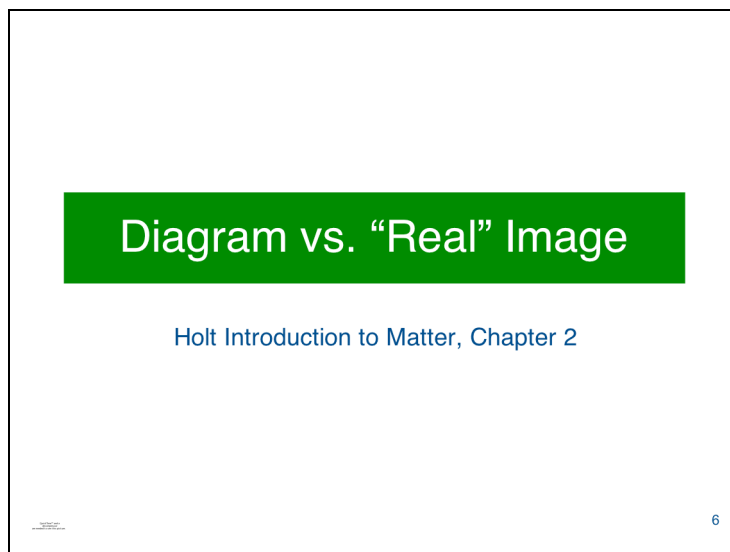 Diagram vs. “Real” Image
Holt Introduction to Matter, Chapter 2
6